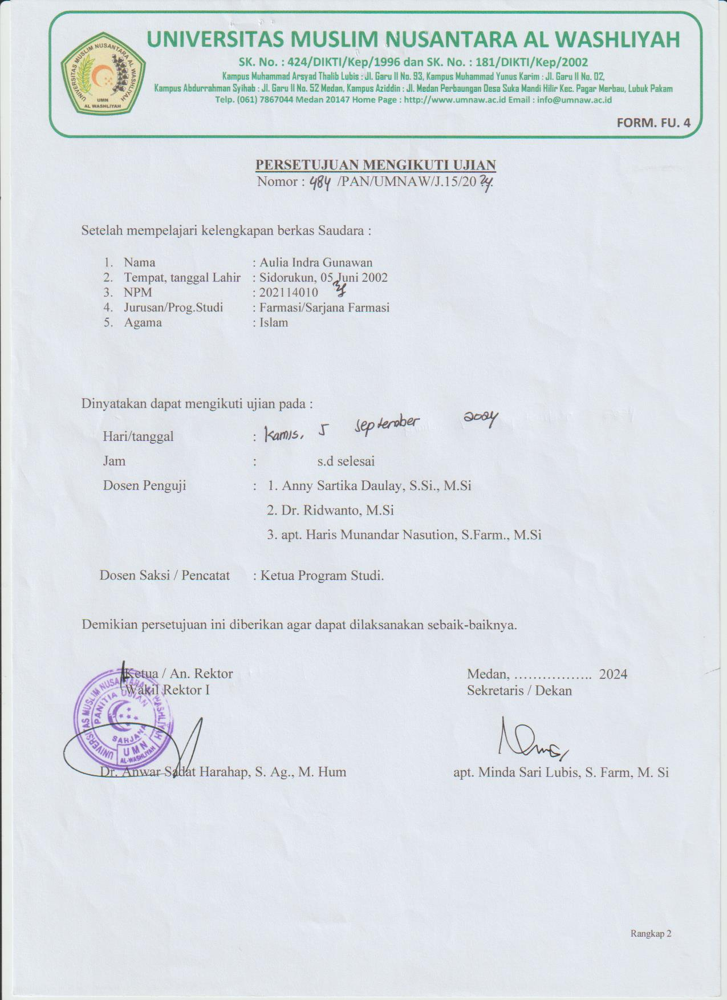 UNIVERSITAS MUSLIM NUSANTARA AL WASHLIYAH
SK. No. : 424/DIKTI/Kep/1996 dan SK. No. : 181/DIKTI/Kep/2002
Kampus Muhammad Arsyad Thalib Lubis : Jl. Garu II No. 93, Kampus Muhammad Yunus Karim : Jl. Garu II No. 02,
Kampus Abdurrahman Syihab : Jl. Garu II No. 52 Medan, Kampus Aziddin : Jl. Medan Perbaungan Desa Suka Mandi Hilir Kec. Pagar Merbau, Lubuk Pakam
Telp. (061) 7867044 Medan 20147 Home Page : http://www.umnaw.ac.id Email : info@umnaw.ac.id
UNIVERSITAS MUSLIM NUSANTARA AL WASHLIYAH
UMN
AL WASHLIYAH
FORM. FU. 4
PERSETUJUAN MENGIKUTI UJIAN
Nomor : 484 /PAN/UMNAW/J.15/2024.
Setelah mempelajari kelengkapan berkas Saudara :
1. Nama : Aulia Indra Gunawan
2. Tempat, tanggal Lahir : Sidorukun, 05 Juni 2002
3. NPM : 202114010
4. Jurusan/Prog.Studi : Farmasi/Sarjana Farmasi
5. Agama : Islam
Dinyatakan dapat mengikuti ujian pada :
Hari/tanggal : Kamis, 5 September 2024
Jam : s.d selesai
Dosen Penguji : 1. Anny Sartika Daulay, S.Si., M.Si
2. Dr. Ridwanto, M.Si
3. apt. Haris Munandar Nasution, S.Farm., M.Si
Dosen Saksi / Pencatat : Ketua Program Studi.
Demikian persetujuan ini diberikan agar dapat dilaksanakan sebaik-baiknya.
Ketua / An. Rektor
Wakil Rektor I
Medan, …………….. 2024
Sekretaris / Dekan
UNIVERSITAS MUSLIM NUSANTARA AL WASHLIYAH
PANITIA UJIAN
SARJANA
UMN
AL-WASHLIYAH
Dr. Anwar Sadat Harahap, S. Ag., M. Hum
apt. Minda Sari Lubis, S. Farm, M. Si
Rangkap 2